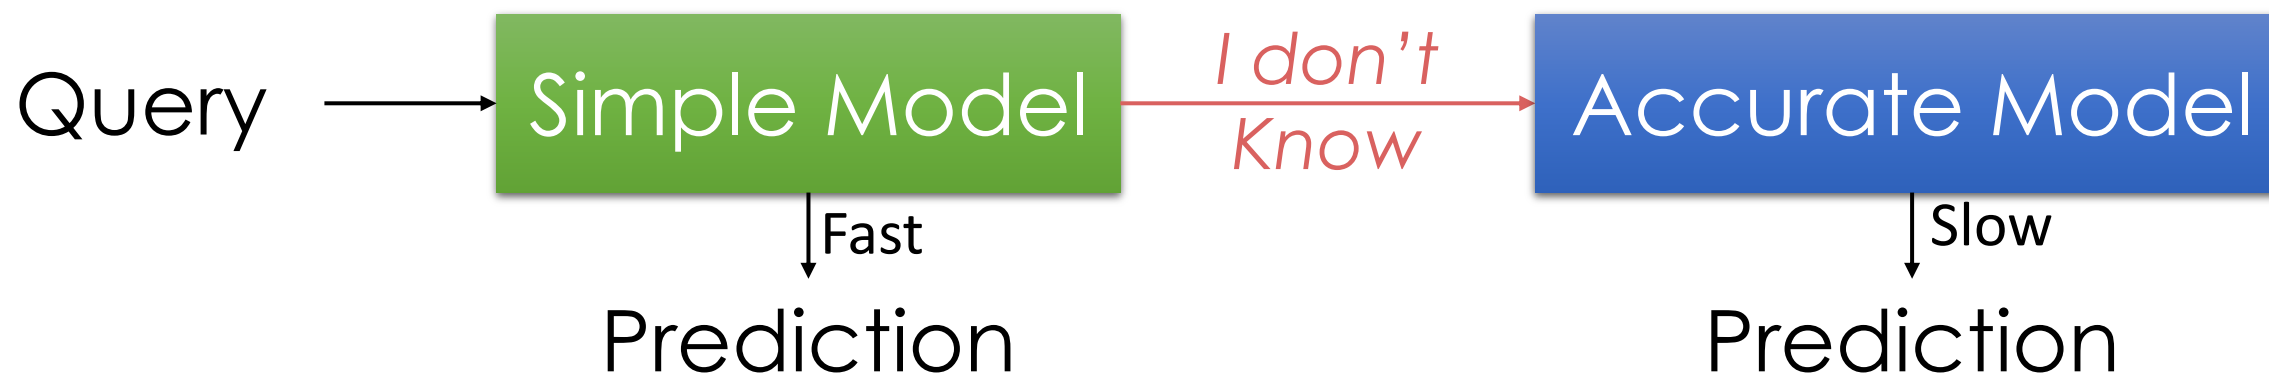 Query
Simple Model
I don't
Know
Accurate Model
Fast
Slow
Prediction
Prediction